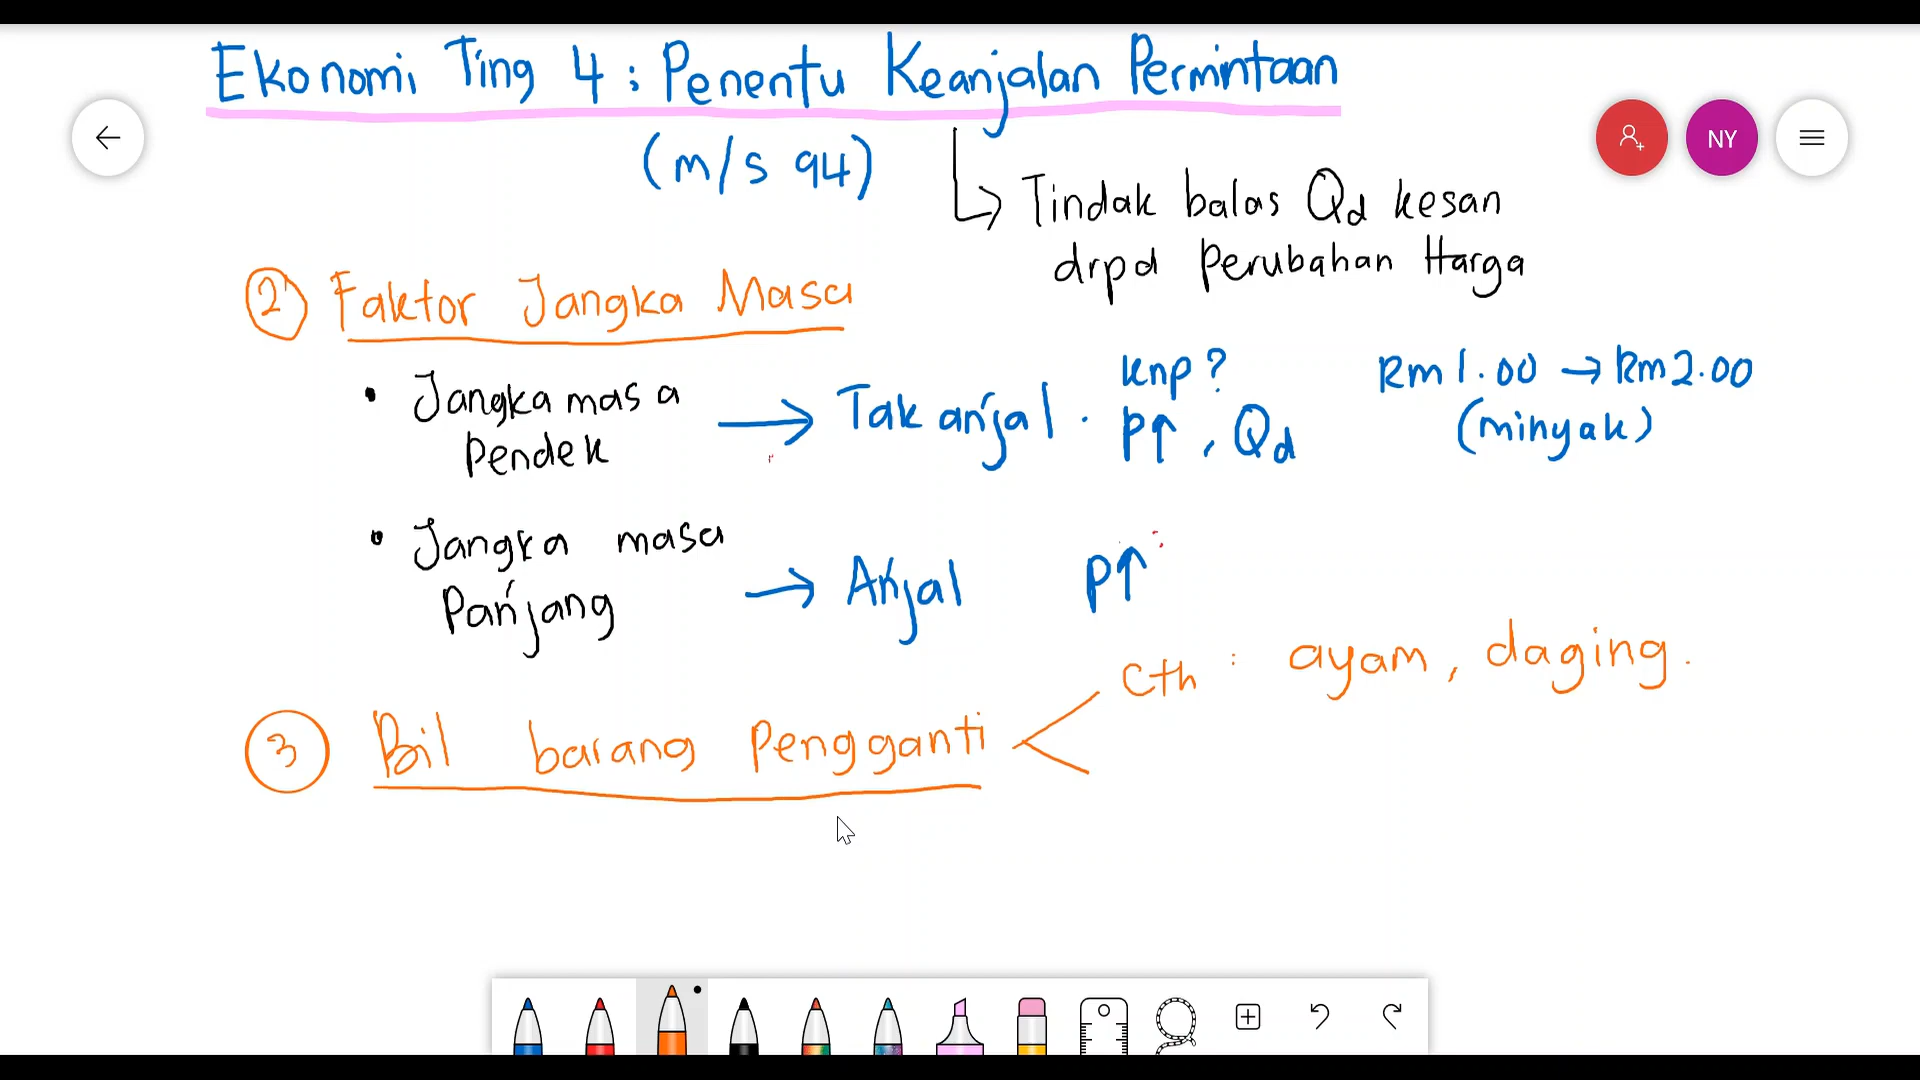 Ekonomi Ting 4 : Penentu Keanjalan Permintaan
(m/s 94)
Tindak balas Qd kesan
drpd Perubahan Harga
NY
② Faktor Jangka Masa
• Jangka masa
Pendek
→ Tak anjal.
knp?
P↑, Qd
Rm1.00 → Rm2.00
(minyak)
• Jangka masa
Panjang
→ Anjal
P↑
③ Bil barang Pengganti
Cth : ayam, daging.